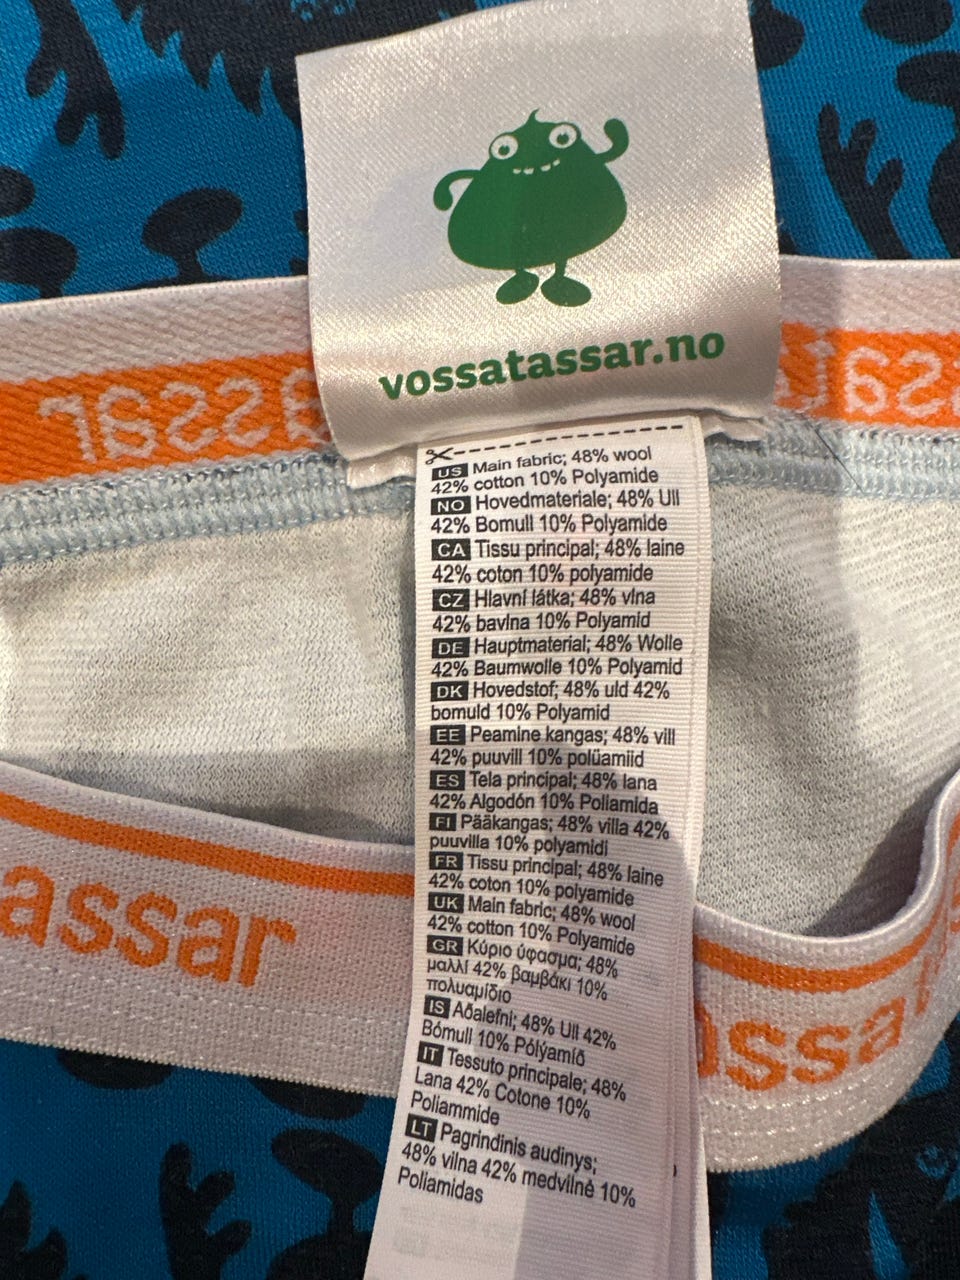 vossatassar.no
assar
assar
US Main fabric; 48% wool
42% cotton 10% Polyamide
NO Hovedmateriale; 48% Ull
42% Bomull 10% Polyamide
CA Tissu principal; 48% laine
42% coton 10% polyamide
CZ Hlavní látka; 48% vlna
42% bavlna 10% Polyamid
DE Hauptmaterial; 48% Wolle
42% Baumwolle 10% Polyamid
DK Hovedstof; 48% uld 42%
bomuld 10% Polyamid
EE Peamine kangas; 48% vill
42% puuvill 10% polüamiid
ES Tela principal; 48% lana
42% Algodón 10% Poliamida
FI Pääkangas; 48% villa 42%
puuvilla 10% polyamidi
FR Tissu principal; 48% laine
42% coton 10% polyamide
UK Main fabric; 48% wool
42% cotton 10% Polyamide
GR Κύριο ύφασμα; 48%
μαλλί 42% βαμβάκι 10%
πολυαμίδιο
IS Aðalefni; 48% Ull 42%
Bómull 10% Pólýamíð
IT Tessuto principale; 48%
Lana 42% Cotone 10%
Poliammide
LT Pagrindinis audinys;
48% vilna 42% medvilnė 10%
Poliamidas
assar
ossat